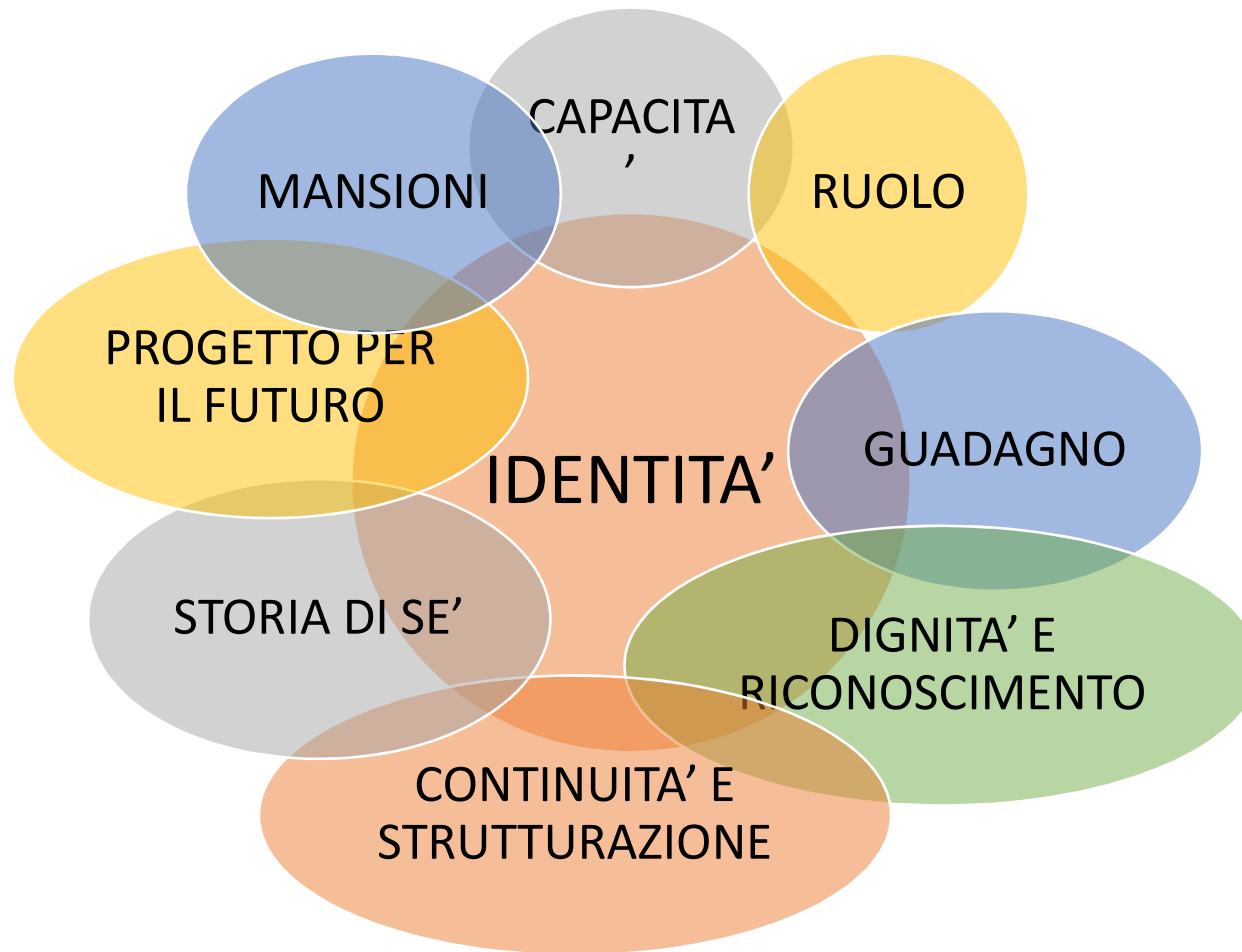 CAPACITA
’
MANSIONI
RUOLO
PROGETTO PER
IL FUTURO
GUADAGNO
IDENTITA’
STORIA DI SE’
DIGNITA’ E
RICONOSCIMENTO
CONTINUITA’ E
STRUTTURAZIONE